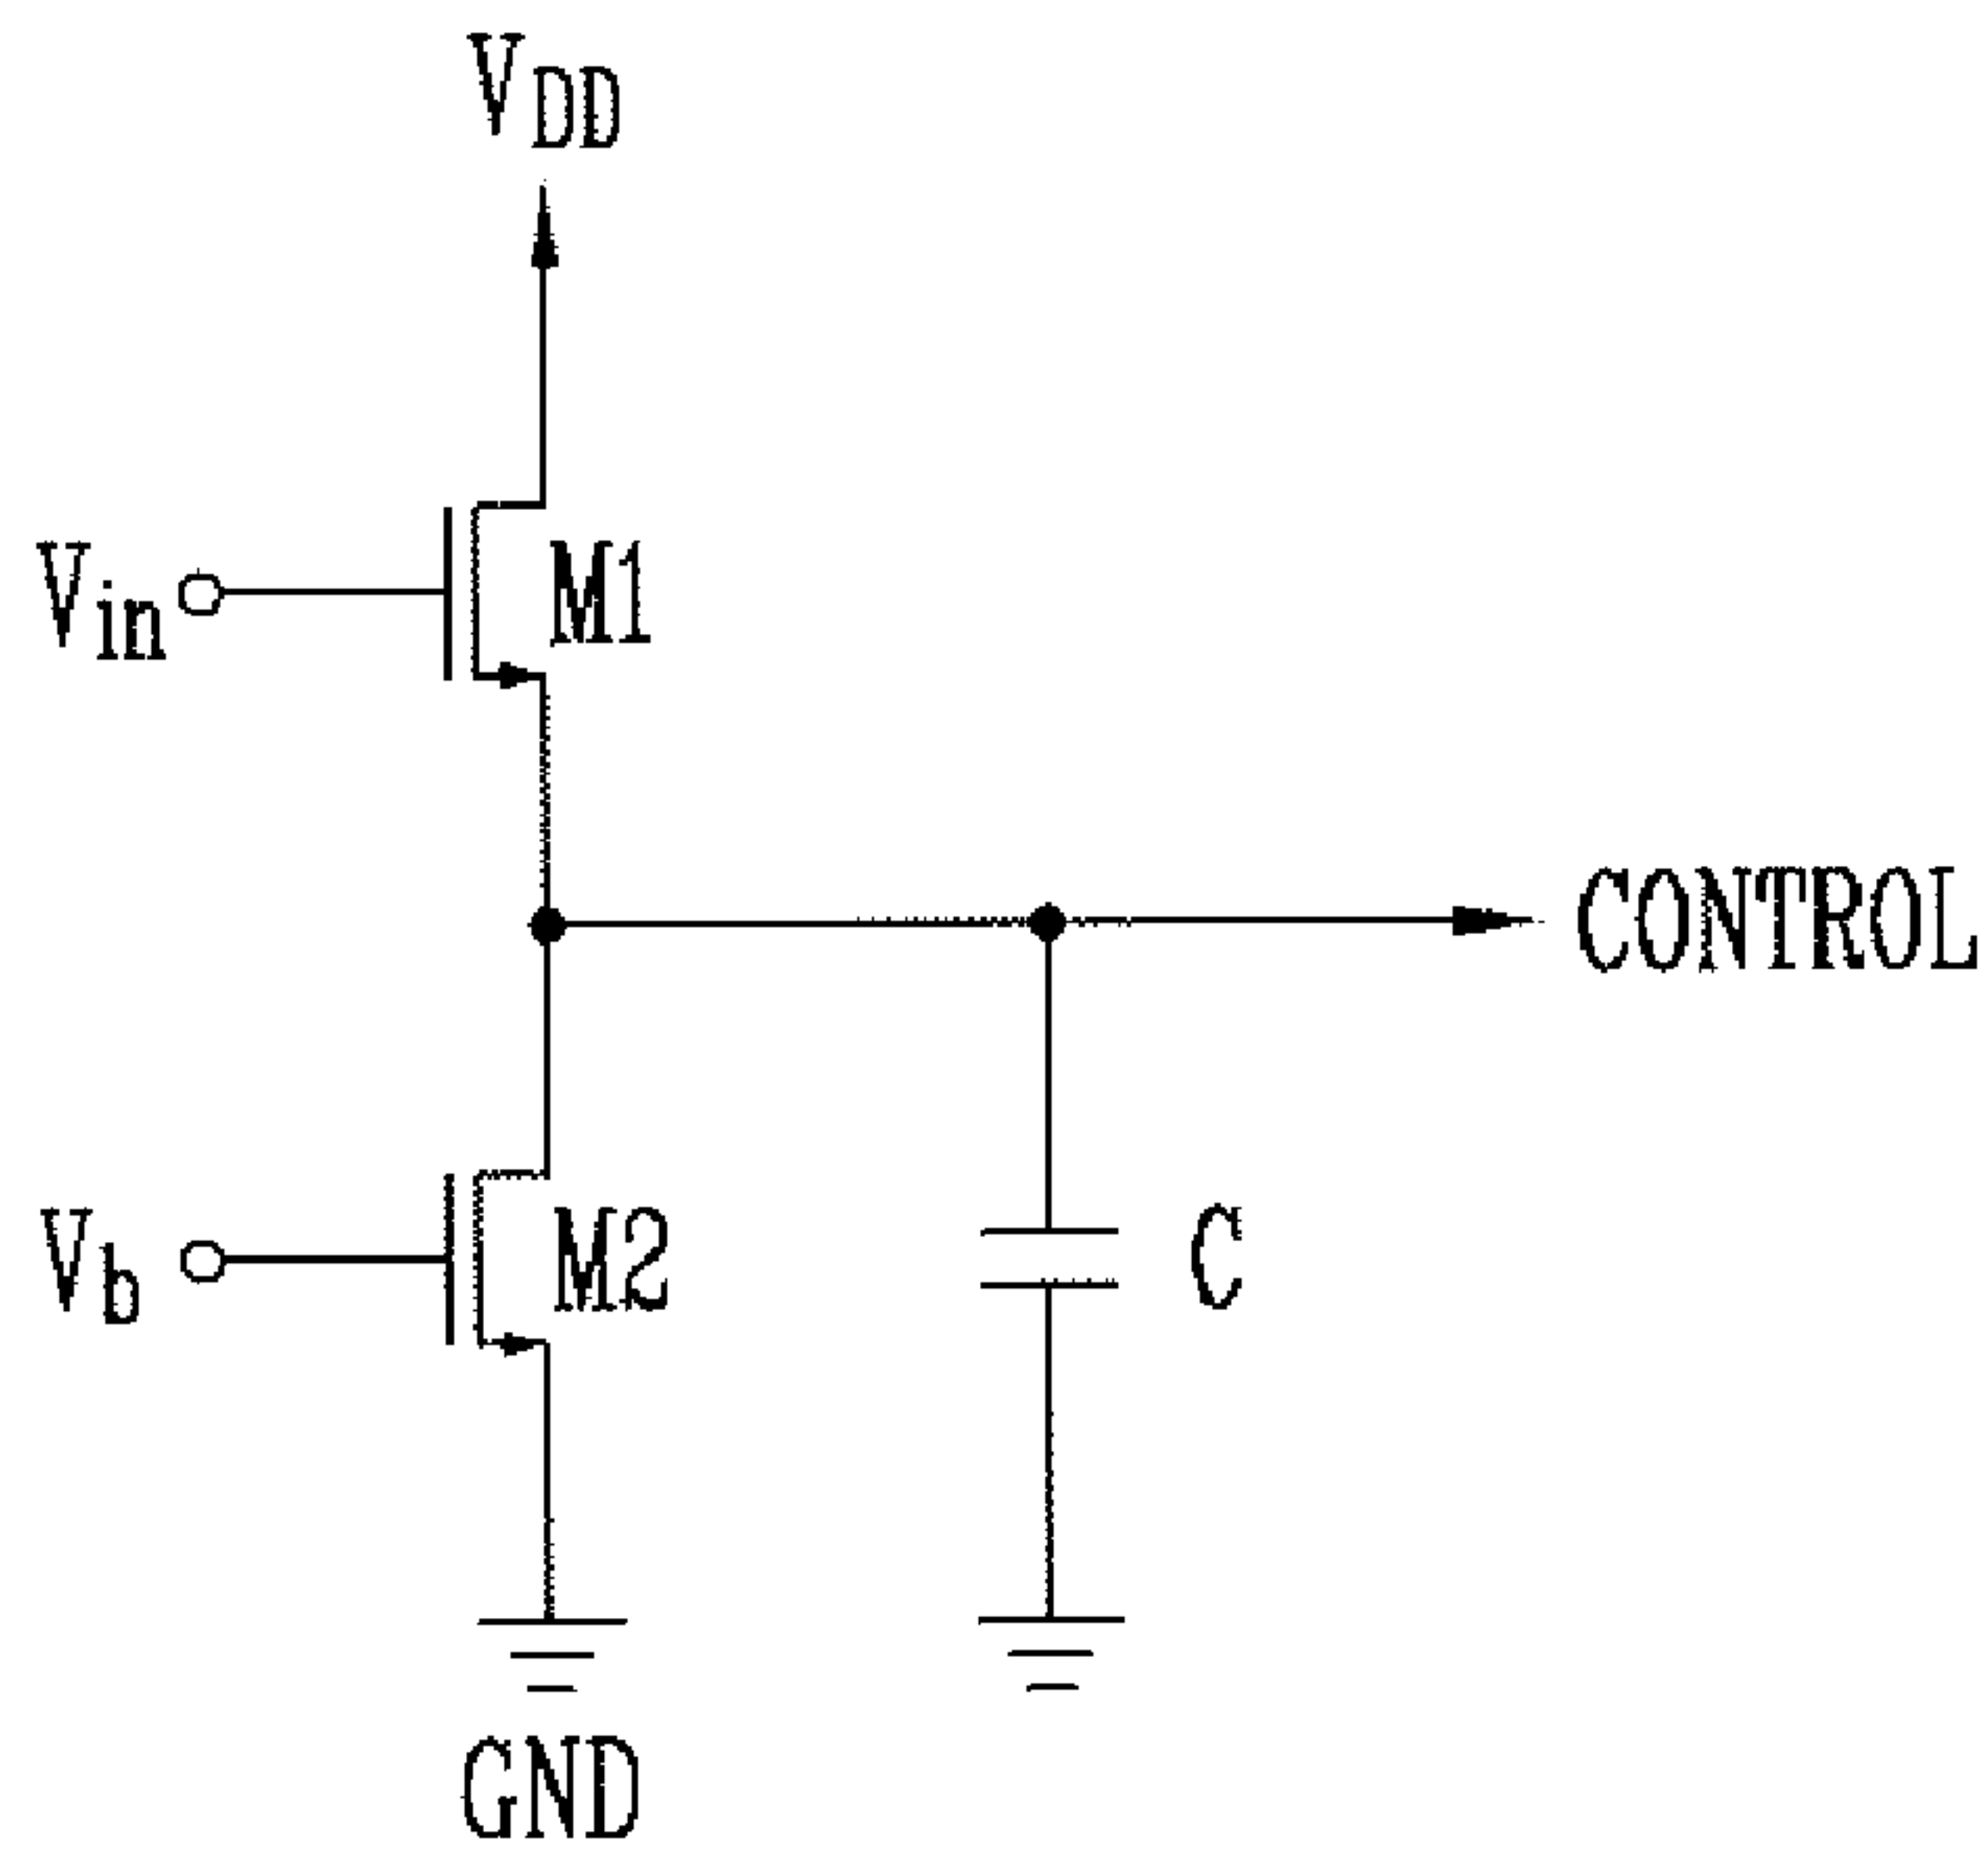 VDD
Vin
M1
CONTROL
Vb
M2
C
GND